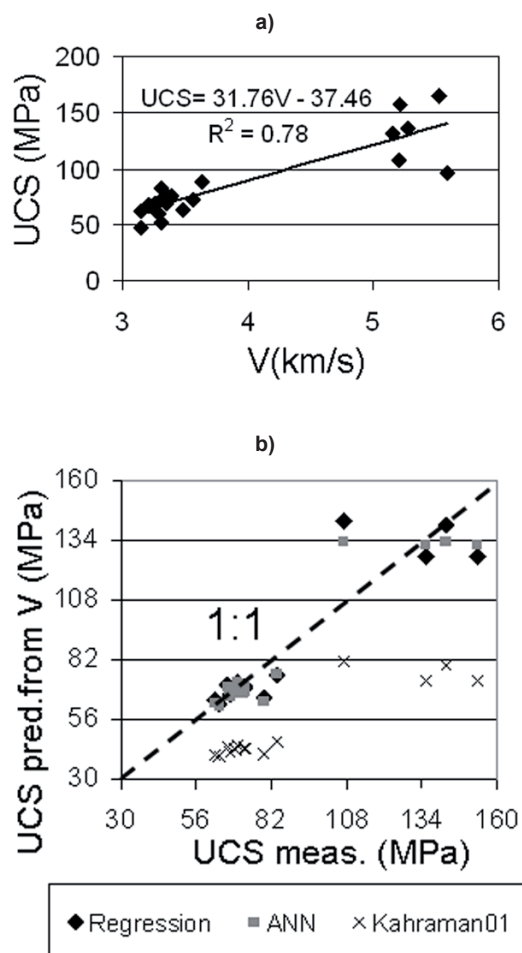 a)
200
150
100
50
0
UCS (MPa)
UCS= 31.76V - 37.46
R² = 0.78
3 4 5 6
V(km/s)
b)
160
134
108
82
56
30
UCS pred.from V (MPa)
1:1
30 56 82 108 134 160
UCS meas. (MPa)
Regression ANN Kahraman01